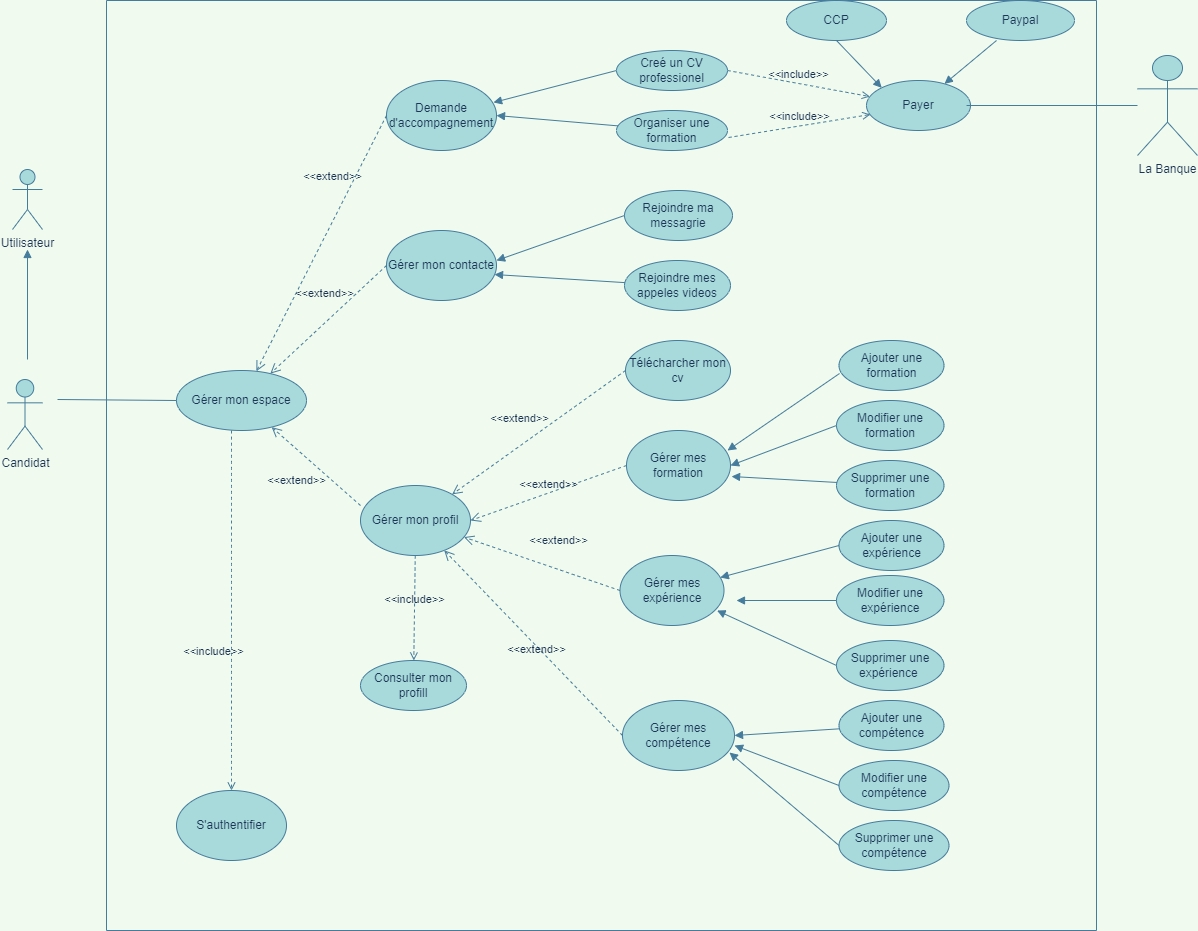 CCP
Paypal
Creé un CV
professionel
<<include>>
Demande
d'accompagnement
Payer
Organiser une
formation
<<include>>
La Banque
<<extend>>
Utilisateur
Rejoindre ma
messagrie
Gérer mon contacte
Rejoindre mes
appeles videos
<<extend>>
Télécharcher mon
cv
Ajouter une
formation
Gérer mon espace
Candidat
<<extend>>
Modifier une
formation
Gérer mes
formation
<<extend>>
<<extend>>
Supprimer une
formation
Gérer mon profil
<<extend>>
Ajouter une
expérience
Gérer mes
expérience
Modifier une
expérience
<<include>>
<<include>>
<<extend>>
Supprimer une
expérience
Consulter mon
profill
Gérer mes
compétence
Ajouter une
compétence
Modifier une
compétence
S'authentifier
Supprimer une
compétence